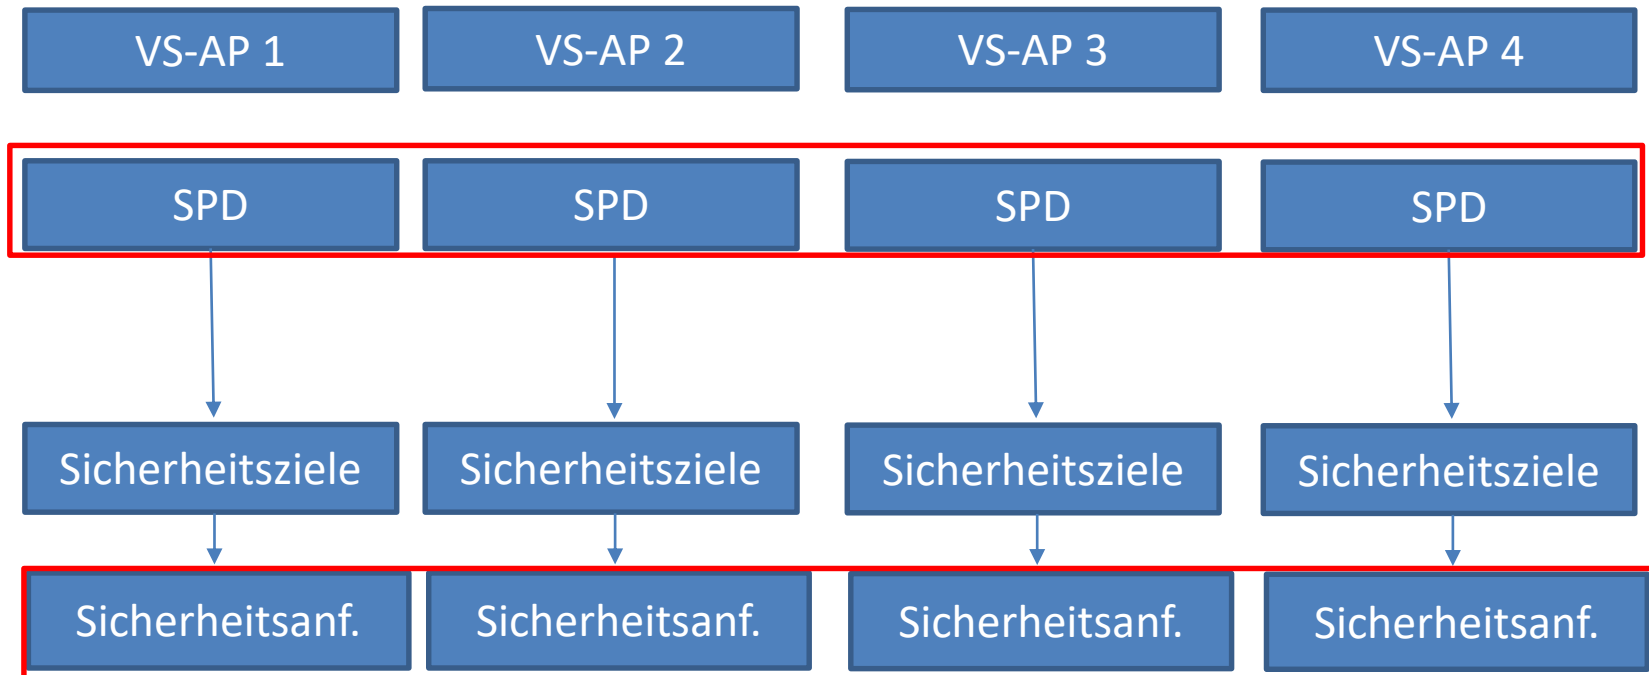 VS-AP 1
VS-AP 2
VS-AP 3
VS-AP 4
SPD
SPD
SPD
SPD
Sicherheitsziele
Sicherheitsziele
Sicherheitsziele
Sicherheitsziele
Sicherheitsanf.
Sicherheitsanf.
Sicherheitsanf.
Sicherheitsanf.